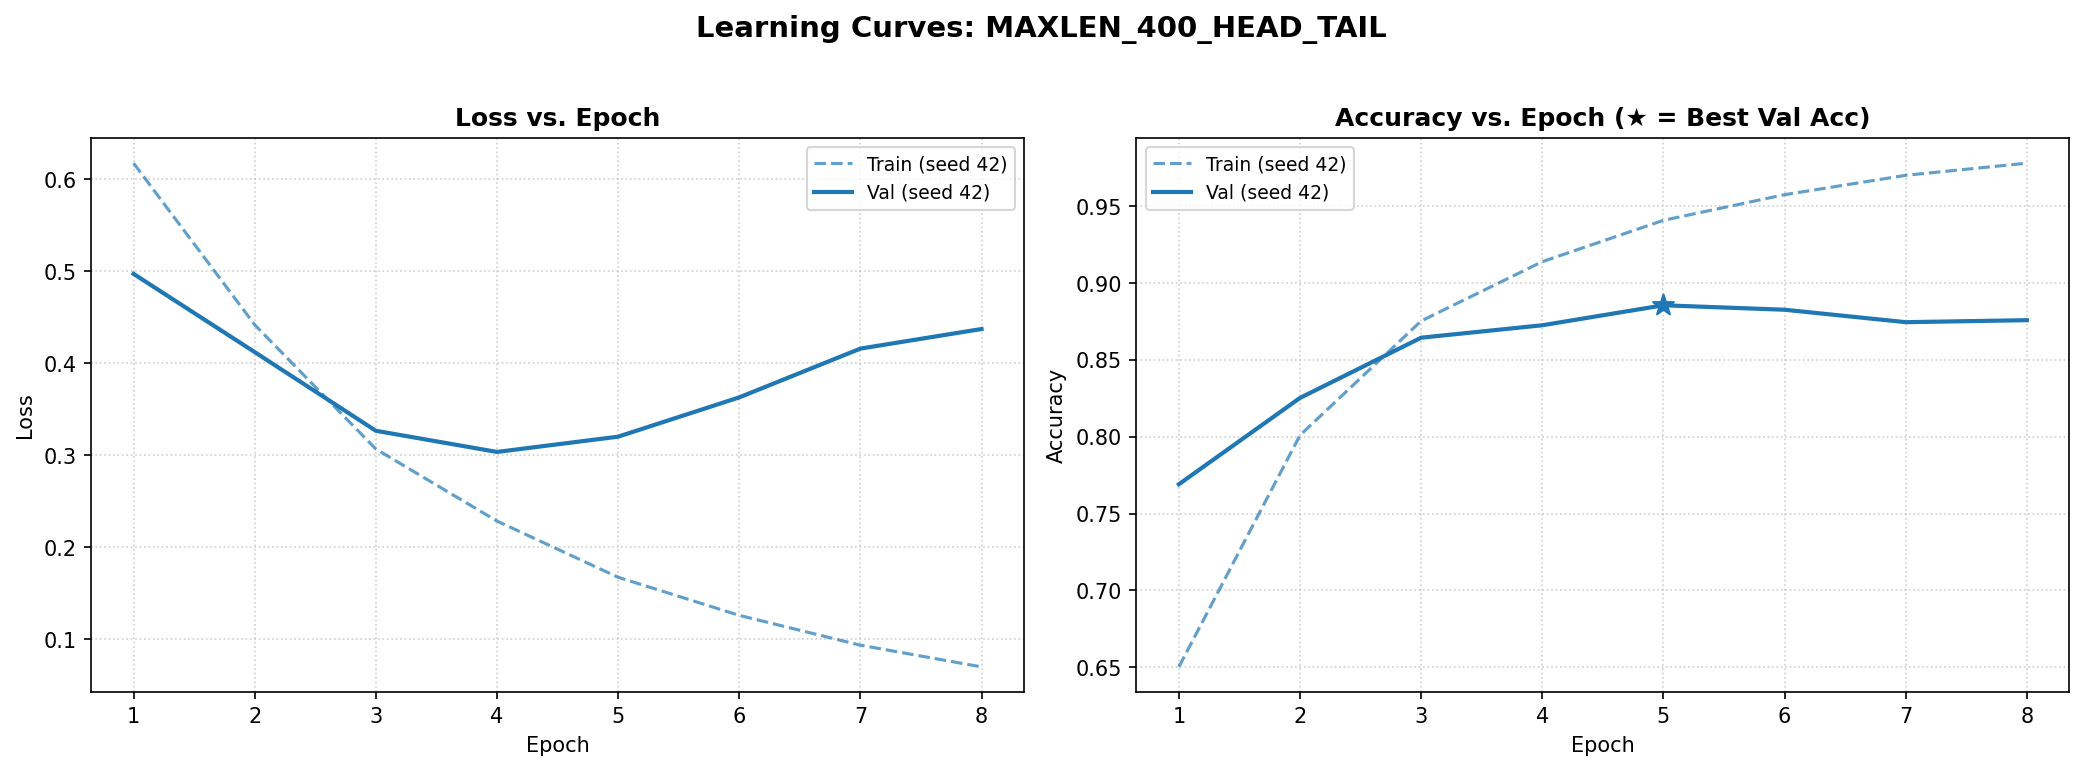 Learning Curves: MAXLEN_400_HEAD_TAIL
Loss vs. Epoch
Train (seed 42)
Val (seed 42)
0.6
0.5
0.4
0.3
0.2
0.1
Loss
1 2 3 4 5 6 7 8
Epoch
Accuracy vs. Epoch (★ = Best Val Acc)
Train (seed 42)
Val (seed 42)
0.95
0.90
0.85
0.80
0.75
0.70
0.65
Accuracy
1 2 3 4 5 6 7 8
Epoch